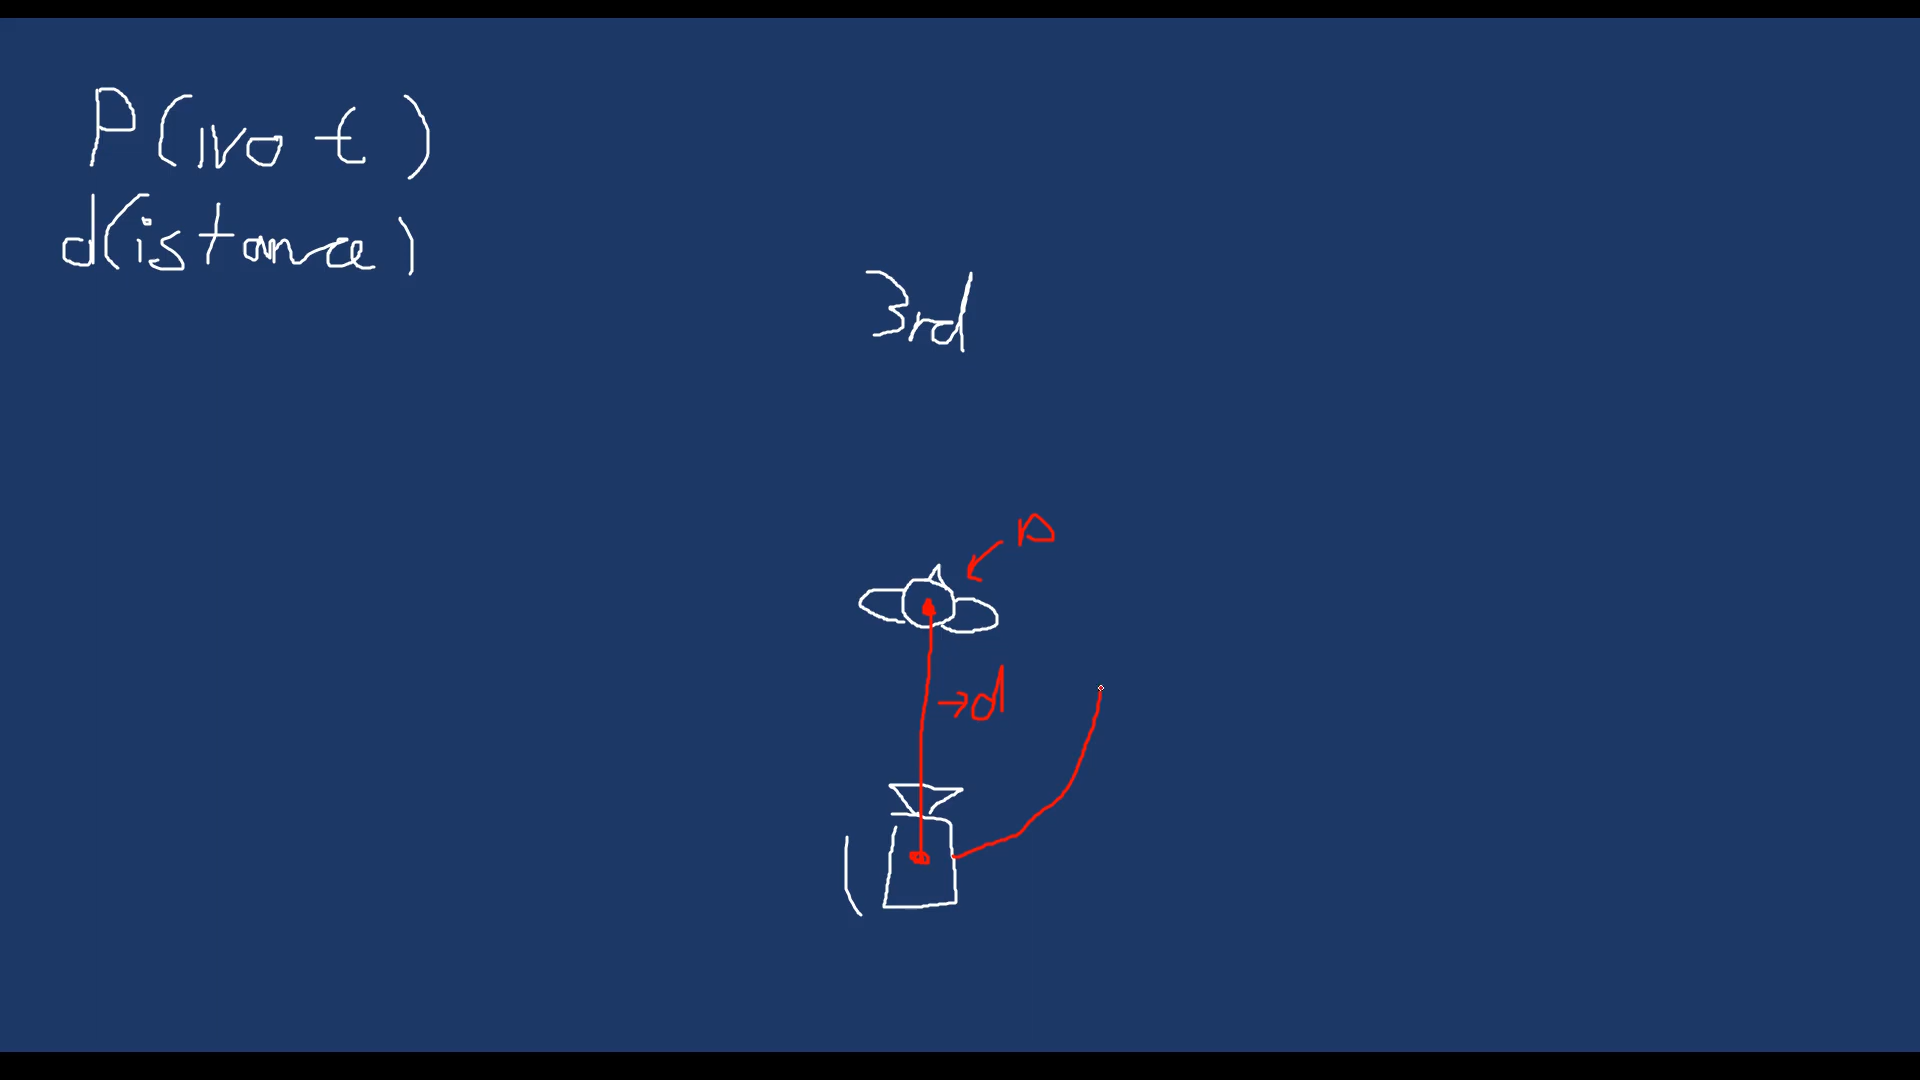 P(ivot)
d(istance)
3rd
p
→d